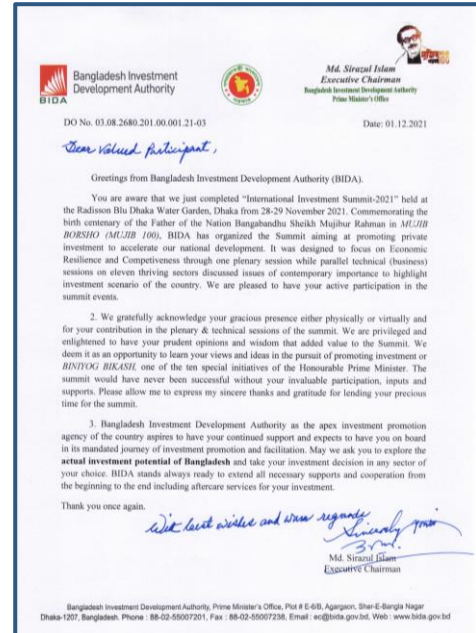 Bangladesh Investment
Development Authority
BIDA
Md. Sirazul Islam
Executive Chairman
Bangladesh Investment Development Authority
Prime Minister's Office
DO No. 03.08.2680.201.00.001.21-03
Date: 01.12.2021
Dear Valued Participant,
Greetings from Bangladesh Investment Development Authority (BIDA).
You are aware that we just completed "International Investment Summit-2021" held at
the Radisson Blu Dhaka Water Garden, Dhaka from 28-29 November 2021. Commemorating the
birth centenary of the Father of the Nation Bangabandhu Sheikh Mujibur Rahman in MUJIB
BORSHO (MUJIB 100), BIDA has organized the Summit aiming at promoting private
investment to accelerate our national development. It was designed to focus on Economic
Resilience and Competiveness through one plenary session while parallel technical (business)
sessions on eleven thriving sectors discussed issues of contemporary importance to highlight
investment scenario of the country. We are pleased to have your active participation in the
summit events.
2. We gratefully acknowledge your gracious presence either physically or virtually and
for your contribution in the plenary & technical sessions of the summit. We are privileged and
enlightened to have your prudent opinions and wisdom that added value to the Summit. We
deem it as an opportunity to learn your views and ideas in the pursuit of promoting investment or
BINIYOG BIKASH, one of the ten special initiatives of the Honourable Prime Minister. The
summit would have never been successful without your invaluable participation, inputs and
supports. Please allow me to express my sincere thanks and gratitude for lending your precious
time for the summit.
3. Bangladesh Investment Development Authority as the apex investment promotion
agency of the country aspires to have your continued support and expects to have you on board
in its mandated journey of investment promotion and facilitation. May we ask you to explore the
actual investment potential of Bangladesh and take your investment decision in any sector of
your choice. BIDA stands always ready to extend all necessary supports and cooperation from
the beginning to the end including aftercare services for your investment.
Thank you once again.
With best wishes and warm regards
Sincerely yours
Md. Sirazul Islam
Executive Chairman
Bangladesh Investment Development Authority, Prime Minister's Office, Plot # E-6/B, Agargaon, Sher-E-Bangla Nagar
Dhaka-1207, Bangladesh. Phone : 88-02-55007201, Fax : 88-02-55007238, Email : ec@bida.gov.bd, Web : www.bida.gov.bd